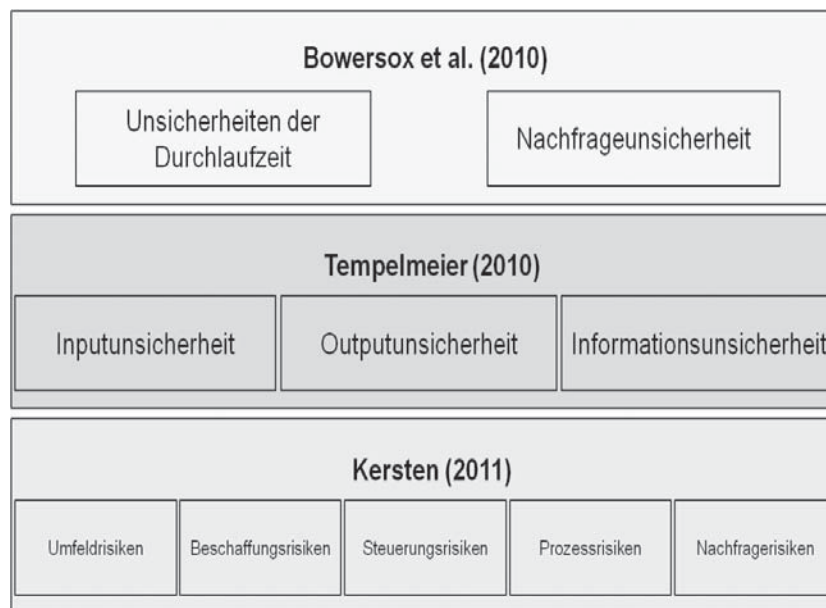 Bowersox et al. (2010)
Unsicherheiten der
Durchlaufzeit
Nachfrageunsicherheit
Tempelmeier (2010)
Inputunsicherheit
Outputunsicherheit
Informationsunsicherheit
Kersten (2011)
Umfeldrisiken
Beschaffungsrisiken
Steuerungsrisiken
Prozessrisiken
Nachfragerisiken